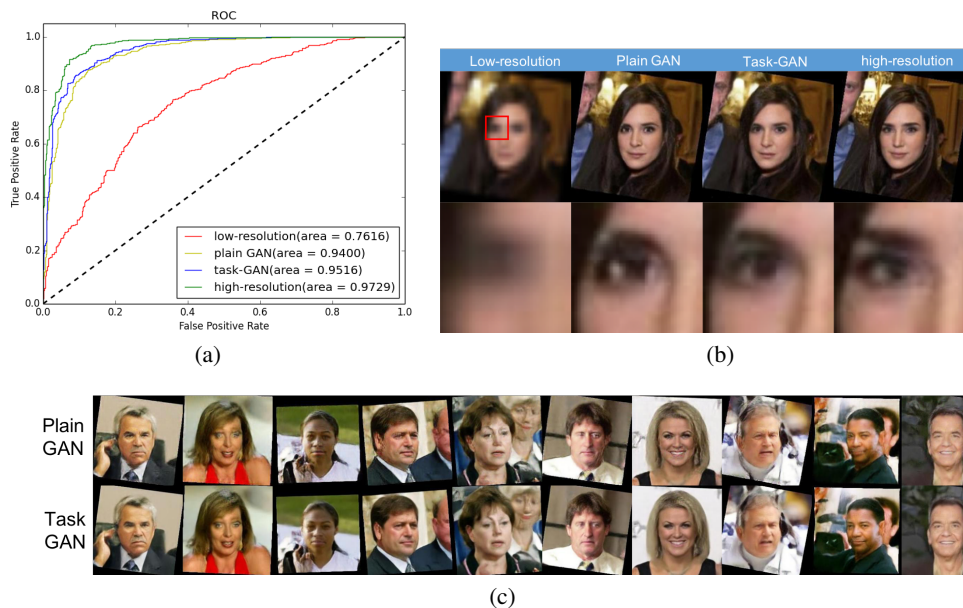 ROC
1.0
0.8
0.6
0.4
0.2
0.0
True Positive Rate
0.0 0.2 0.4 0.6 0.8 1.0
False Positive Rate
low-resolution(area = 0.7616)
plain GAN(area = 0.9400)
task-GAN(area = 0.9516)
high-resolution(area = 0.9729)
(a)
Low-resolution Plain GAN Task-GAN high-resolution
(b)
Plain
GAN
Task
GAN
(c)